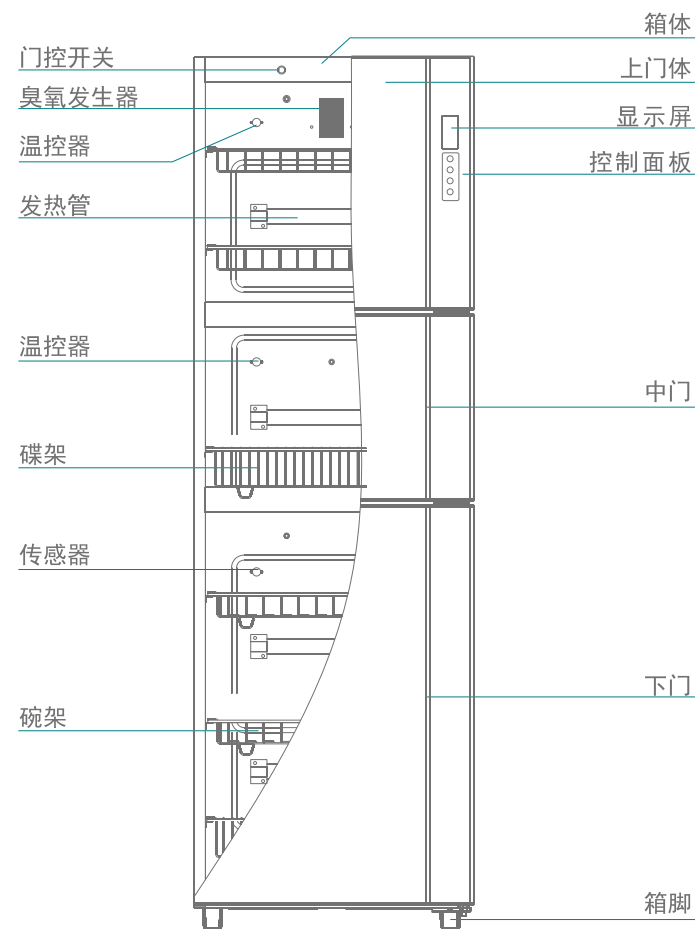 门控开关
臭氧发生器
温控器
发热管
温控器
碟架
传感器
碗架
箱体
上门体
显示屏
控制面板
中门
下门
箱脚